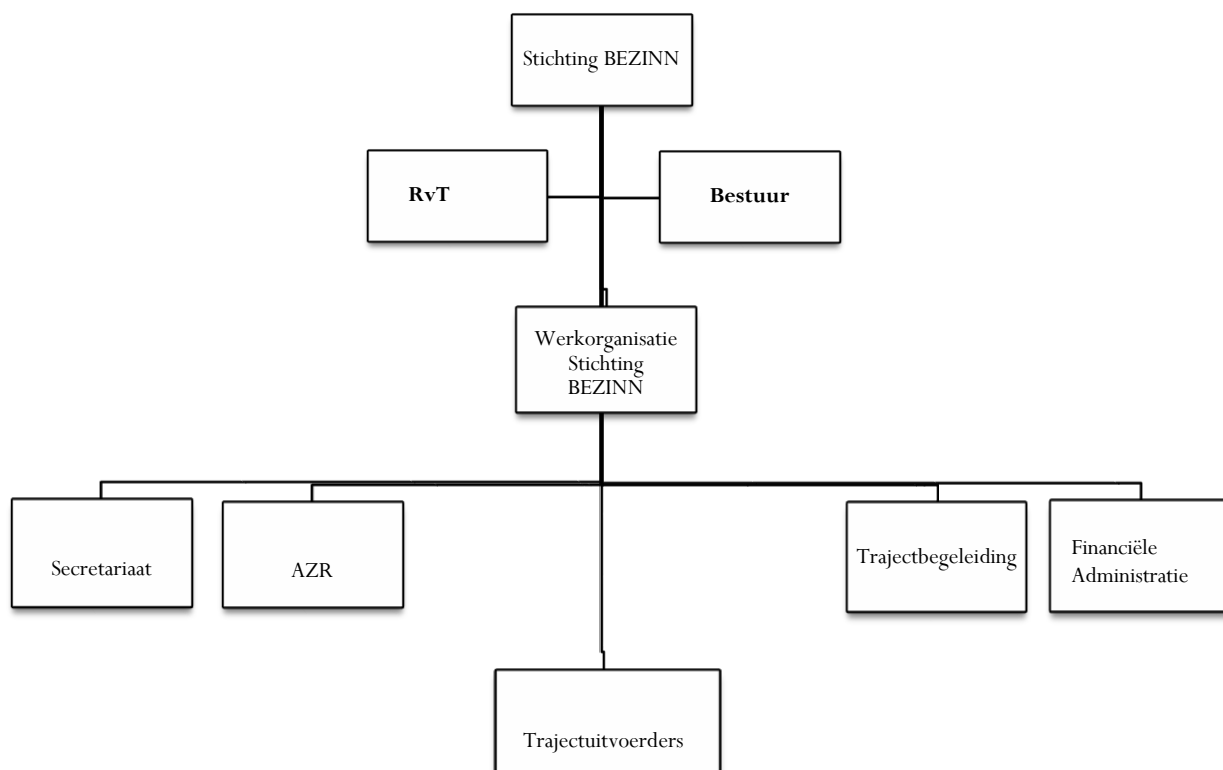 Stichting BEZINN
RvT
Bestuur
Werkorganisatie
Stichting
BEZINN
Secretariaat
AZR
Trajectbegeleiding
Financiële
Administratie
Trajectuitvoerders